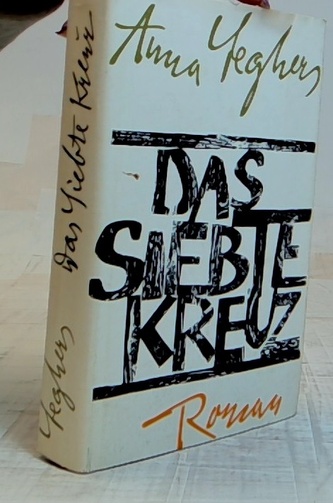 Anna Seghers
DAS
SIEBTE
KREUZ
Roman
Seghers Das siebte Kreuz